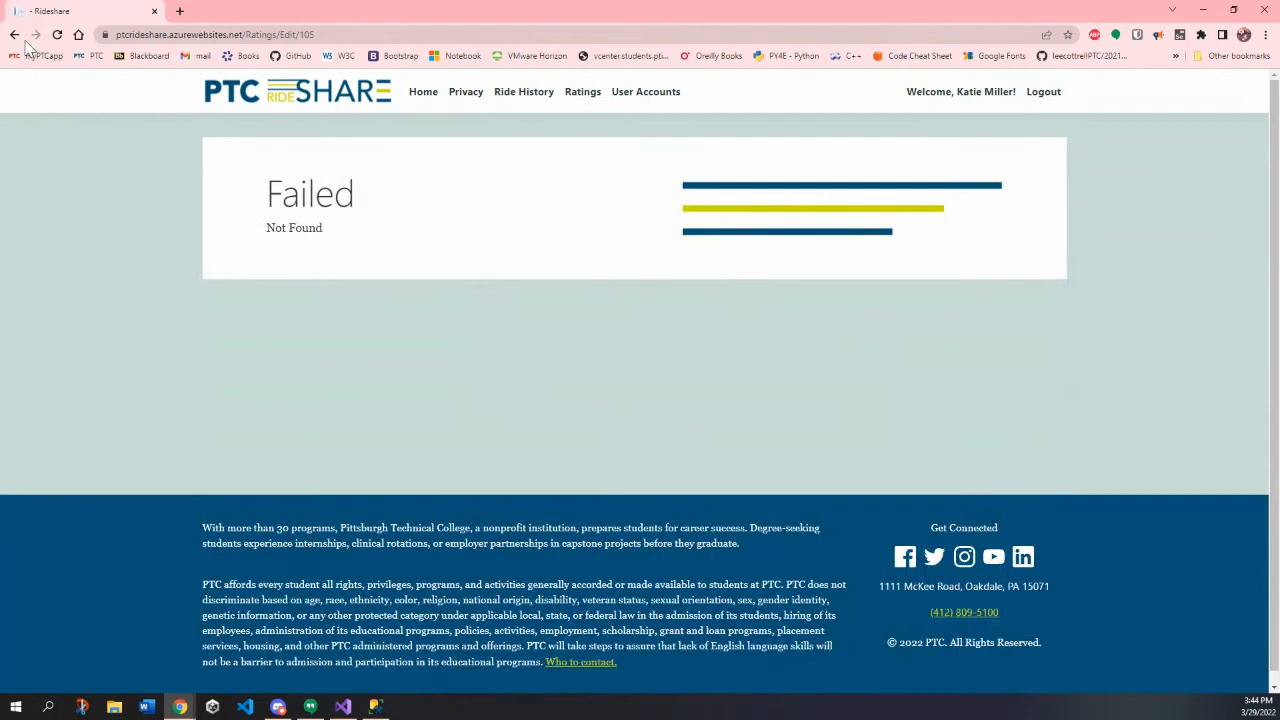 - Rideshare
ptcrideshare.azurewebsites.net/Ratings/Edit/105
PTC PTCapps PTC Blackboard mail Books GitHub W3C Bootstrap Notebook VMware Horizon vcenter.students.pti... O'Reilly Books PY4E - Python C++ Code Cheat Sheet Google Fonts leecottrell/PTC2021... » Other Bookmarks
PTC RIDESHARE Home Privacy Ride History Ratings User Accounts Welcome, Katie Miller! Logout
Failed
Not Found
With more than 30 programs, Pittsburgh Technical College, a nonprofit institution, prepares students for career success. Degree-seeking
students experience internships, clinical rotations, or employer partnerships in capstone projects before they graduate.
PTC affords every student all rights, privileges, programs, and activities generally accorded or made available to students at PTC. PTC does not
discriminate based on age, race, ethnicity, color, religion, national origin, disability, veteran status, sexual orientation, sex, gender identity,
genetic information, or any other protected category under applicable local, state, or federal law in the admission of its students, hiring of its
employees, administration of its educational programs, policies, activities, employment, scholarship, grant and loan programs, placement
services, housing, and other PTC administered programs and offerings. PTC will take steps to assure that lack of English language skills will
not be a barrier to admission and participation in its educational programs. Who to contact.
Get Connected
1111 McKee Road, Oakdale, PA 15071
(412) 809-5100
© 2022 PTC. All Rights Reserved.
3:44 PM
3/29/2022